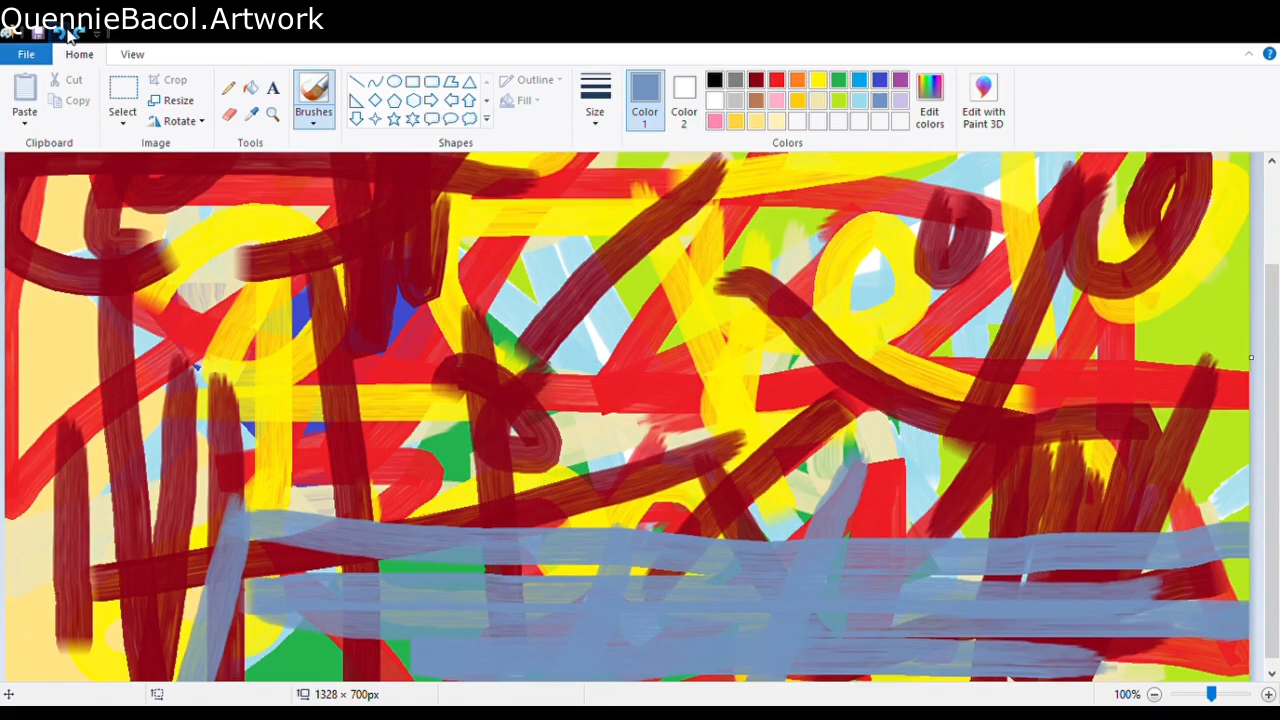 QuennieBacol.Artwork
File Home View
Paste
Cut
Copy
Clipboard
Select
Crop
Resize
Rotate
Image
A
Tools
Brushes
Outline
Fill
Shapes
Size
Color 1
Color 2
Edit colors
Colors
Edit with Paint 3D
1328 × 700px
100%